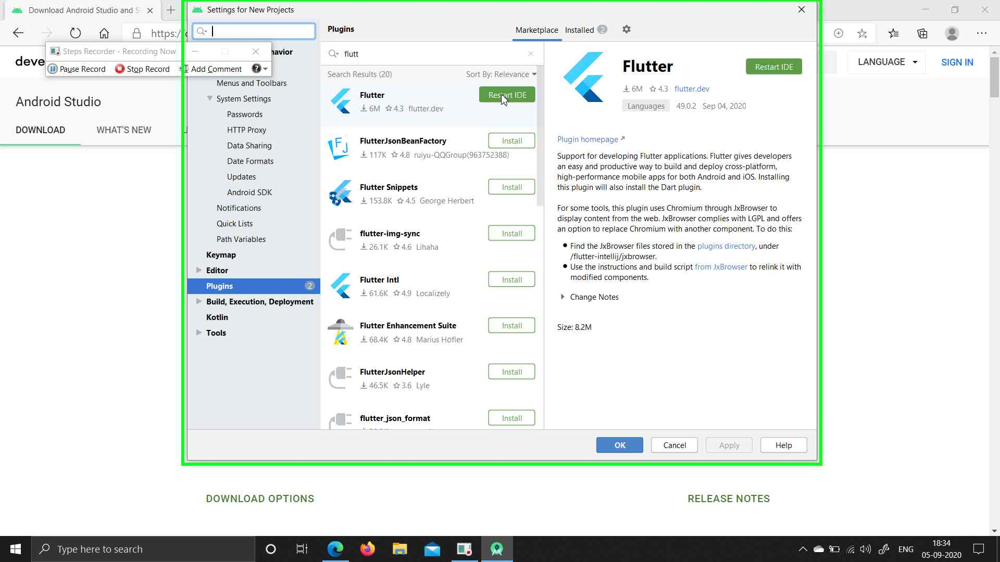 Download Android Studio and S
https://d
deve
LANGUAGE
SIGN IN
Android Studio
DOWNLOAD
WHAT'S NEW
Steps Recorder - Recording Now
Pause Record
Stop Record
Add Comment
Settings for New Projects
havior
Menus and Toolbars
System Settings
Passwords
HTTP Proxy
Data Sharing
Date Formats
Updates
Android SDK
Notifications
Quick Lists
Path Variables
Keymap
Editor
Plugins
2
Build, Execution, Deployment
Kotlin
Tools
Plugins
Marketplace
Installed 2
flutt
Search Results (20)
Sort By: Relevance
Flutter
Restart IDE
6M 4.3 flutter.dev
FlutterJsonBeanFactory
Install
117K 4.8 ruiyu-QQGroup(963752388)
Flutter Snippets
Install
153.8K 4.5 George Herbert
flutter-img-sync
Install
26.1K 4.6 Lihaha
Flutter Intl
Install
61.6K 4.9 Localizely
Flutter Enhancement Suite
Install
68.4K 4.8 Marius Höfler
FlutterJsonHelper
Install
46.5K 3.6 Lyle
flutter_json_format
Install
Flutter
Restart IDE
6M 4.3 flutter.dev
Languages 49.0.2 Sep 04, 2020
Plugin homepage
Support for developing Flutter applications. Flutter gives developers
an easy and productive way to build and deploy cross-platform,
high-performance mobile apps for both Android and iOS. Installing
this plugin will also install the Dart plugin.
For some tools, this plugin uses Chromium through JxBrowser to
display content from the web. JxBrowser complies with LGPL and offers
an option to replace Chromium with another component. To do this:
Find the JxBrowser files stored in the plugins directory, under
/flutter-intellij/jxbrowser.
Use the instructions and build script from JxBrowser to relink it with
modified components.
Change Notes
Size: 8.2M
OK
Cancel
Apply
Help
DOWNLOAD OPTIONS
RELEASE NOTES
Type here to search
ENG
18:34
05-09-2020